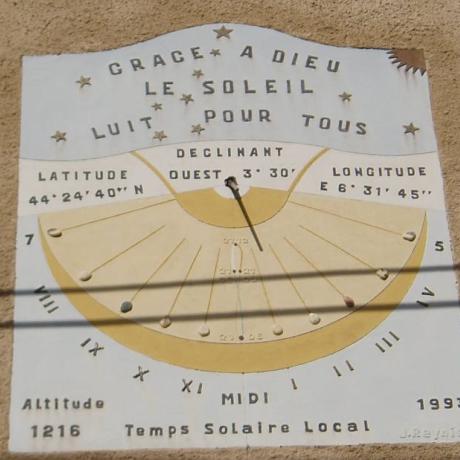 GRACE A DIEU
LE SOLEIL
LUIT POUR TOUS
DECLINANT
OUEST 3° 30'
LATITUDE
44° 24' 40'' N
LONGITUDE
E 6° 31' 45''
7 5
VIII IV
IX III
X II
XI I
MIDI
Altitude
1216
Temps Solaire Local